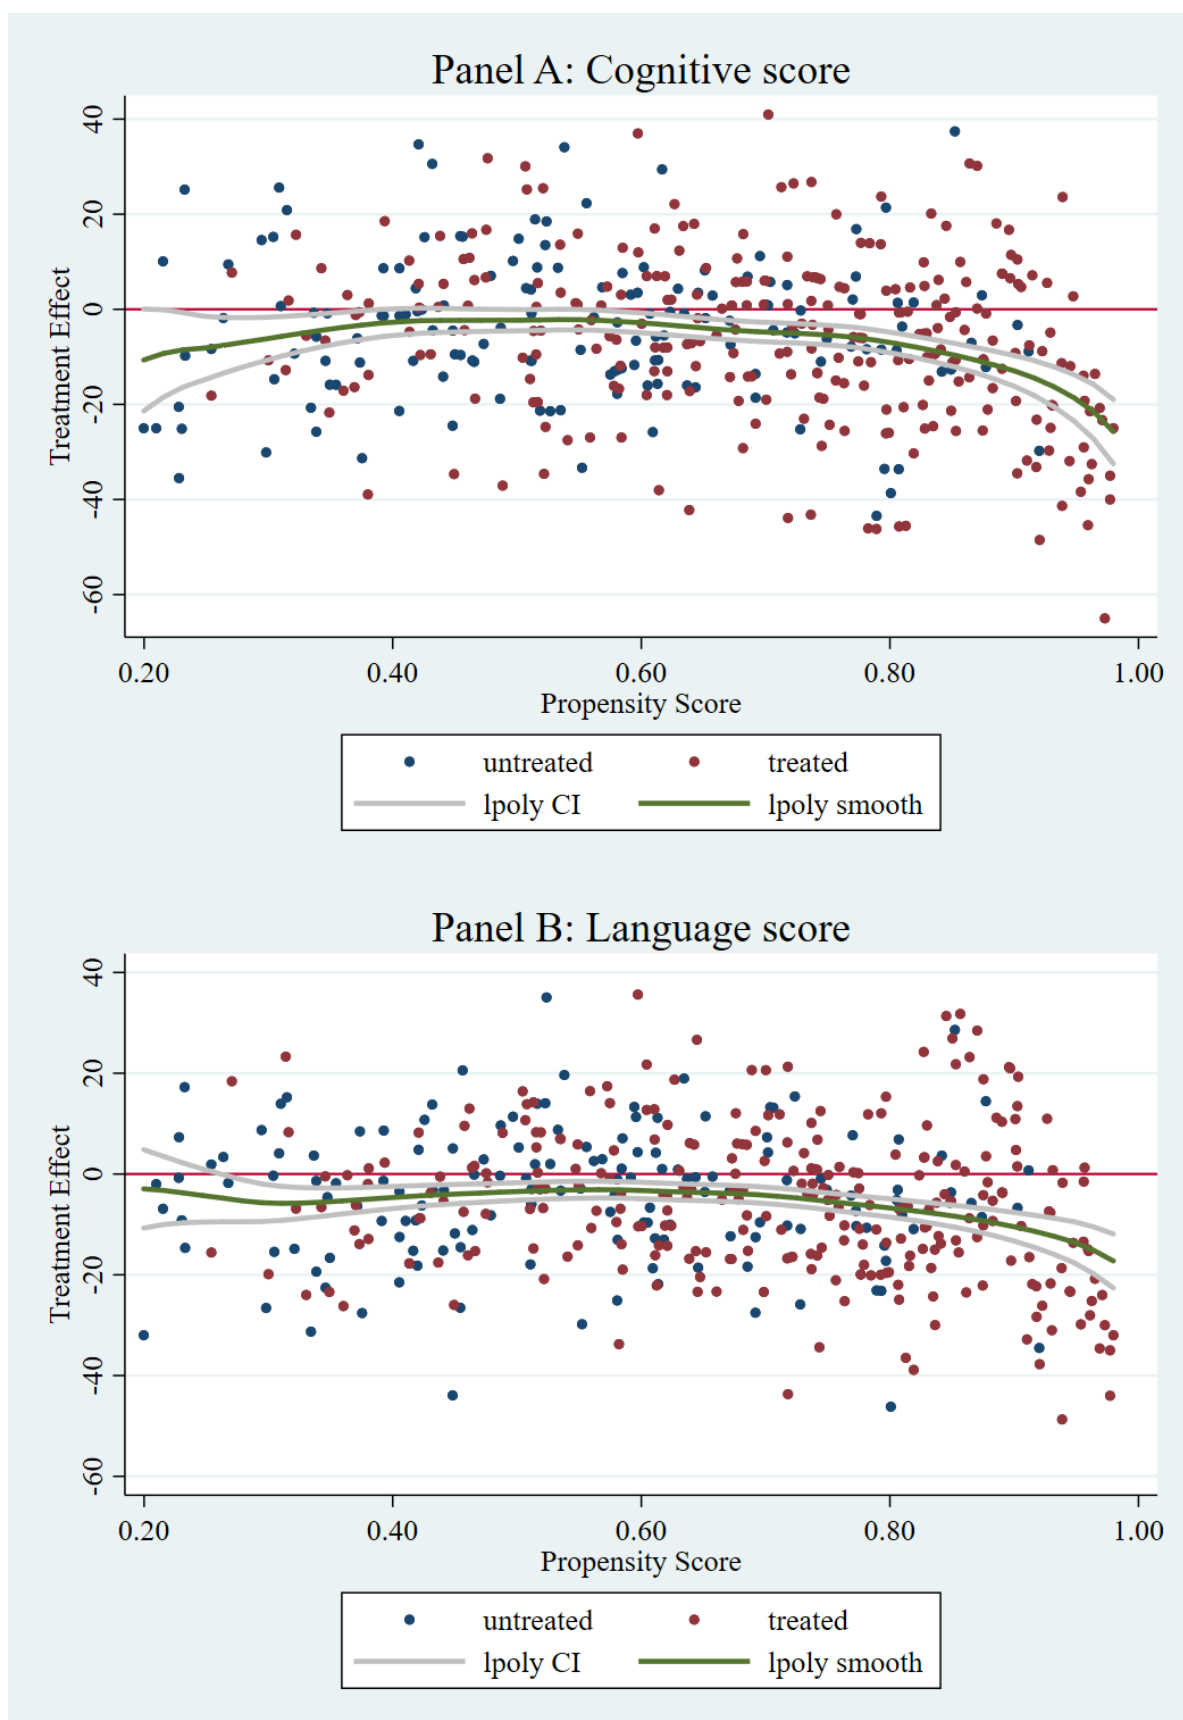 Panel A: Cognitive score
Treatment Effect
40
20
0
-20
-40
-60
0.20 0.40 0.60 0.80 1.00
Propensity Score
untreated treated
lpoly CI lpoly smooth
Panel B: Language score
Treatment Effect
40
20
0
-20
-40
-60
0.20 0.40 0.60 0.80 1.00
Propensity Score
untreated treated
lpoly CI lpoly smooth